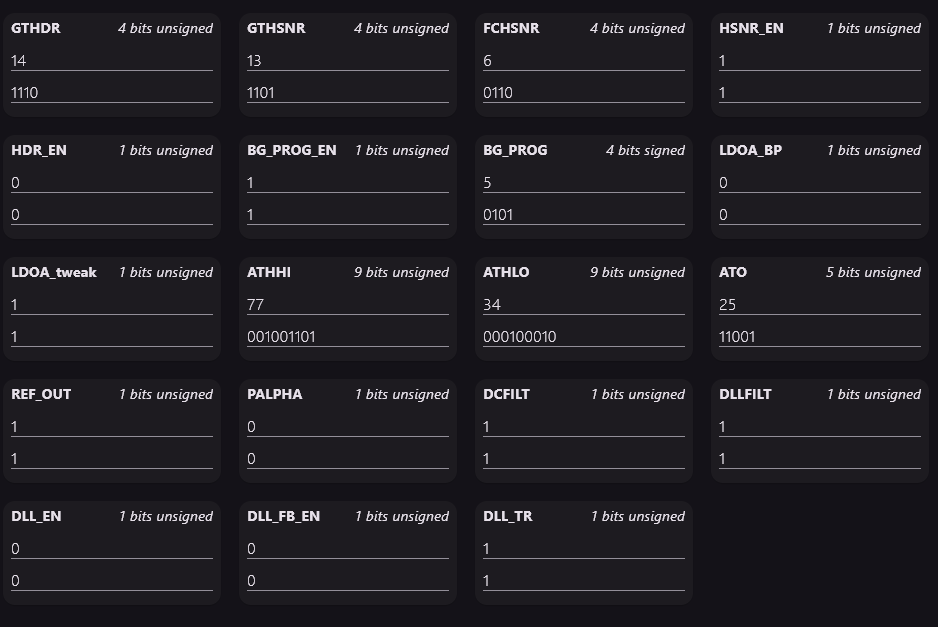 GTHDR 4 bits unsigned
14
1110
GTHSNR 4 bits unsigned
13
1101
FCHSNR 4 bits unsigned
6
0110
HSNR_EN 1 bits unsigned
1
1
HDR_EN 1 bits unsigned
0
0
BG_PROG_EN 1 bits unsigned
1
1
BG_PROG 4 bits signed
5
0101
LDOA_BP 1 bits unsigned
0
0
LDOA_tweak 1 bits unsigned
1
1
ATHHI 9 bits unsigned
77
001001101
ATHLO 9 bits unsigned
34
000100010
ATO 5 bits unsigned
25
11001
REF_OUT 1 bits unsigned
1
1
PALPHA 1 bits unsigned
0
0
DCFILT 1 bits unsigned
1
1
DLLFILT 1 bits unsigned
1
1
DLL_EN 1 bits unsigned
0
0
DLL_FB_EN 1 bits unsigned
0
0
DLL_TR 1 bits unsigned
1
1